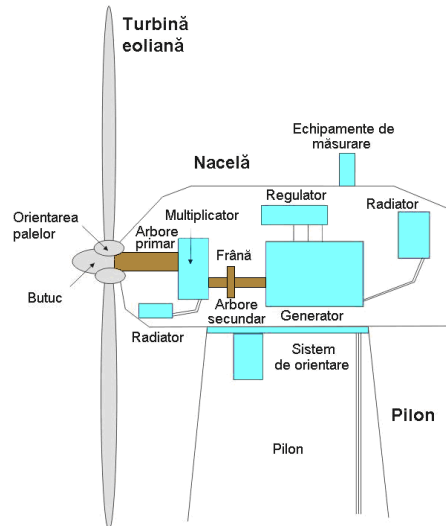 Turbină
eoliană
Echipamente de
măsurare
Nacelă
Regulator
Radiator
Multiplicator
Orientarea
palelor
Arbore
primar
Frână
Butuc
Arbore
secundar
Generator
Radiator
Sistem
de orientare
Pilon
Pilon